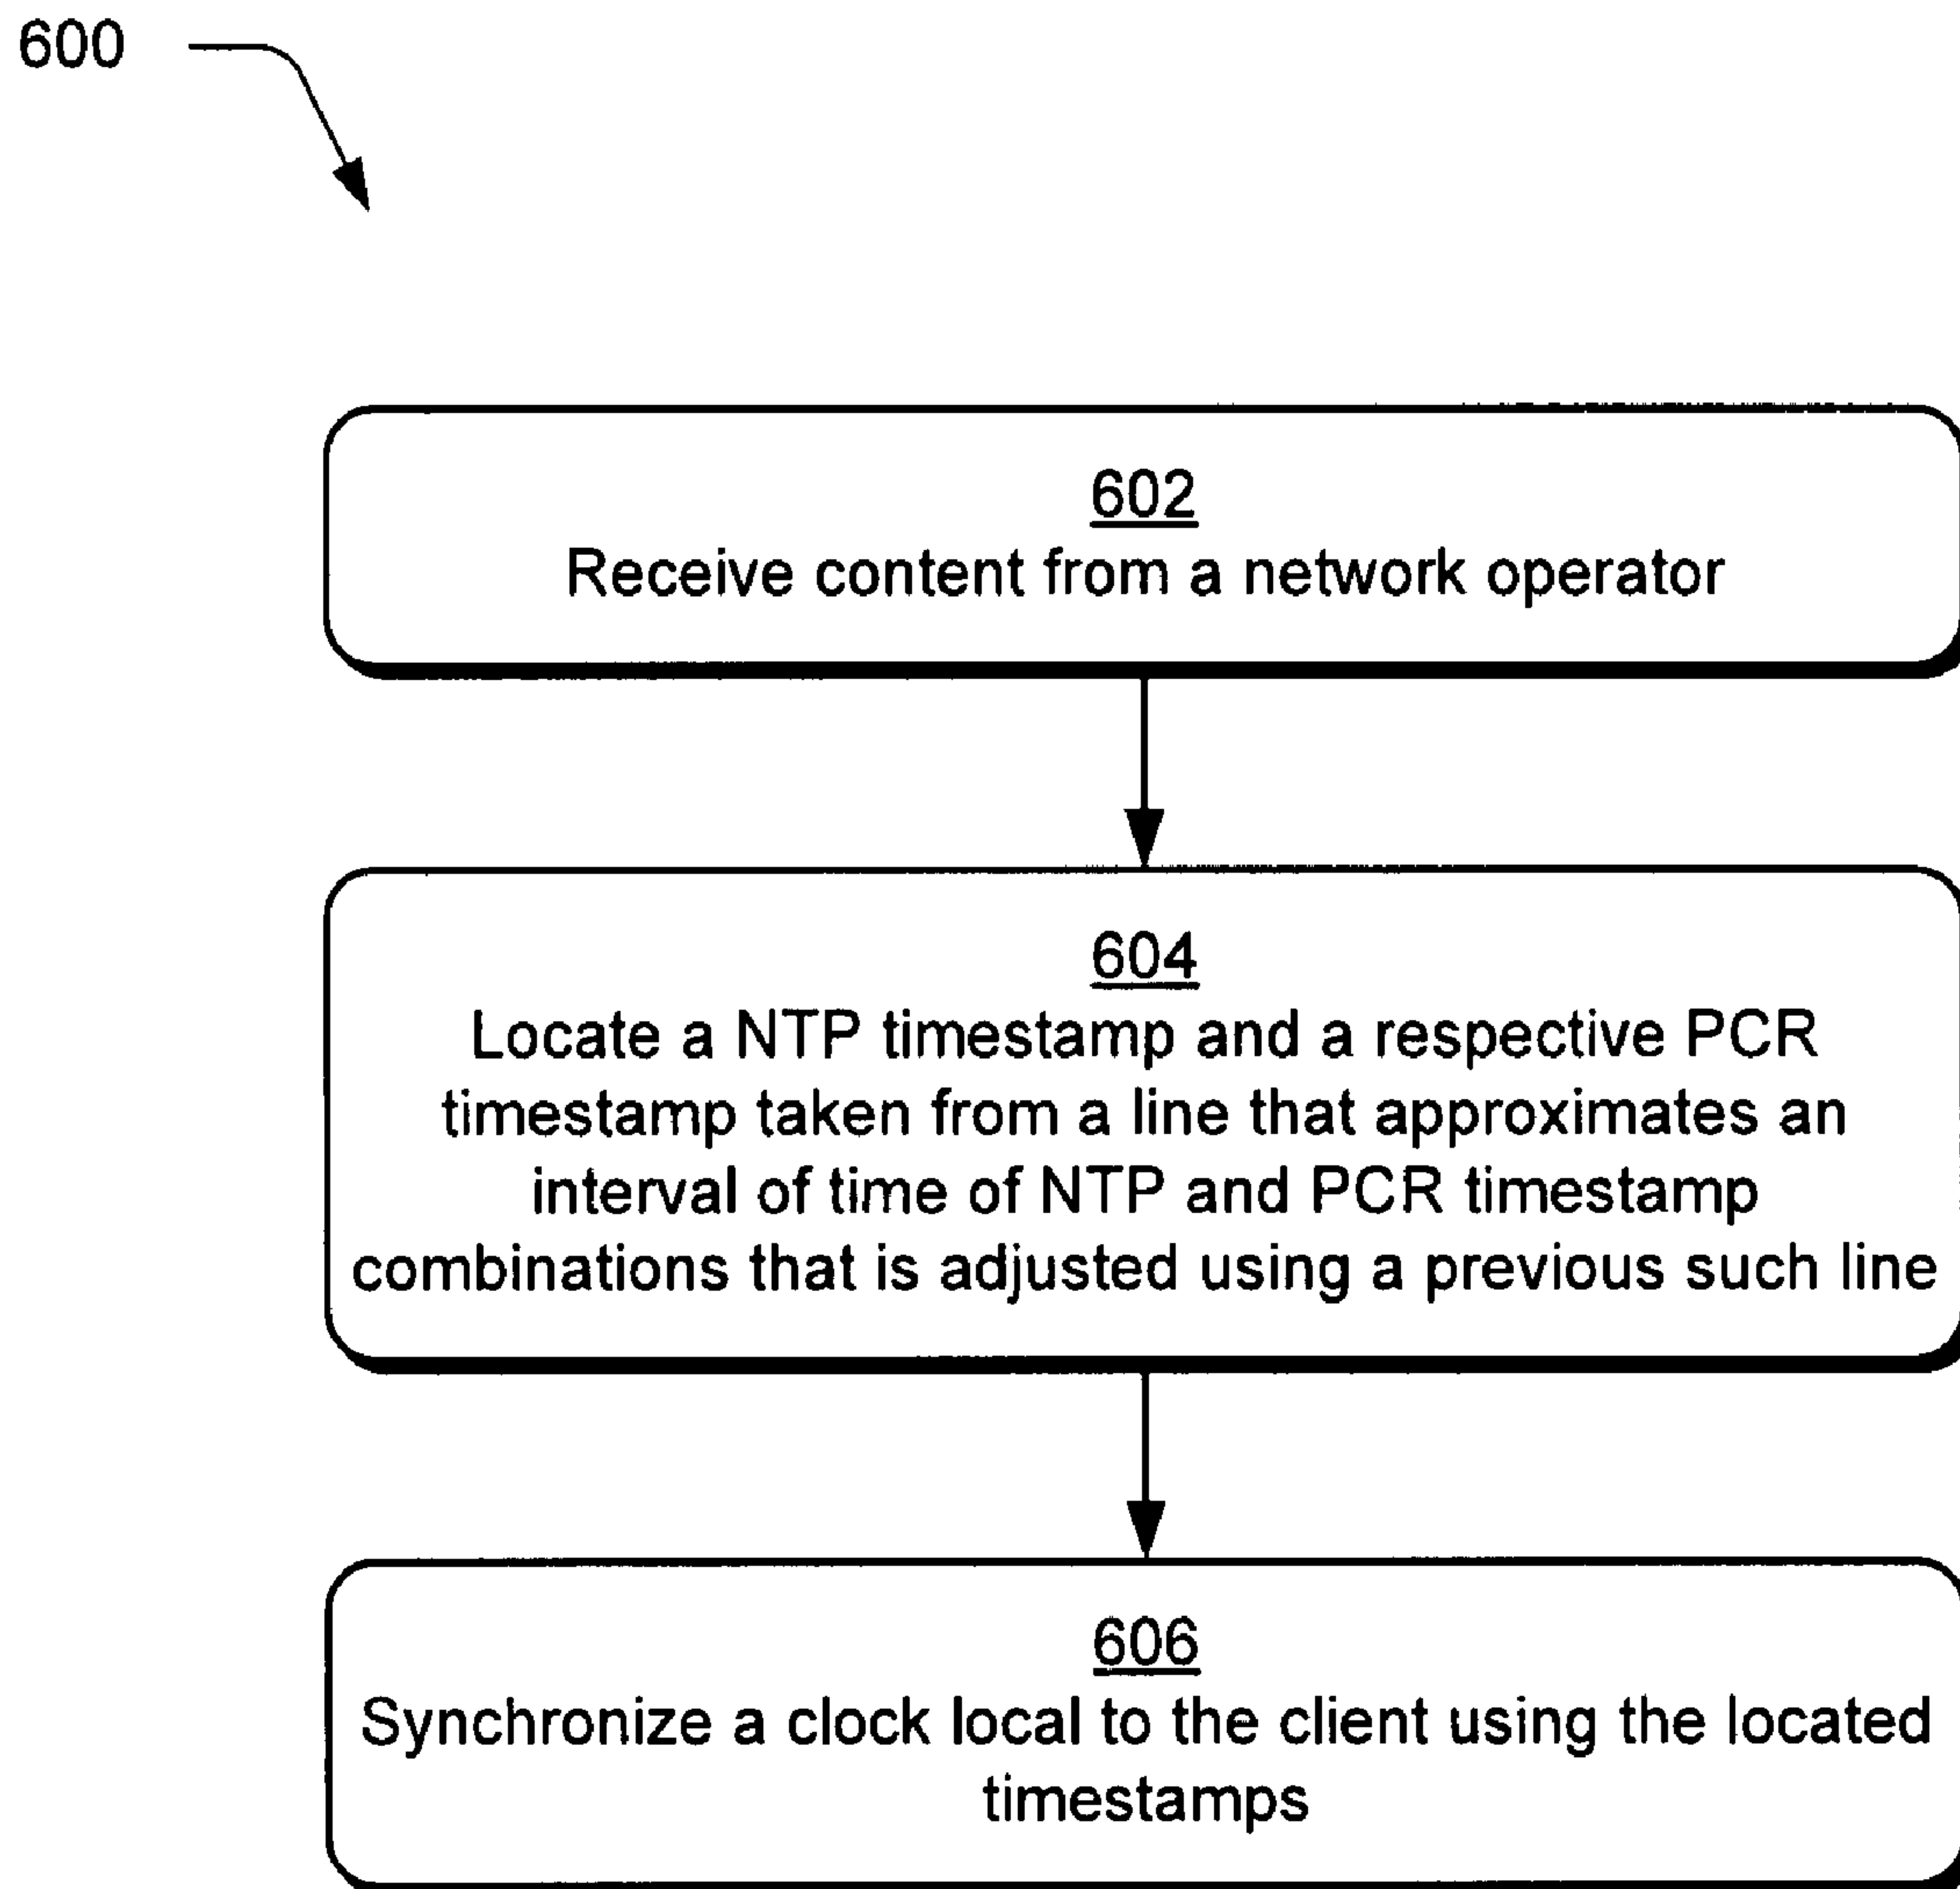 600
602
Receive content from a network operator
604
Locate a NTP timestamp and a respective PCR
timestamp taken from a line that approximates an
interval of time of NTP and PCR timestamp
combinations that is adjusted using a previous such line
606
Synchronize a clock local to the client using the located
timestamps